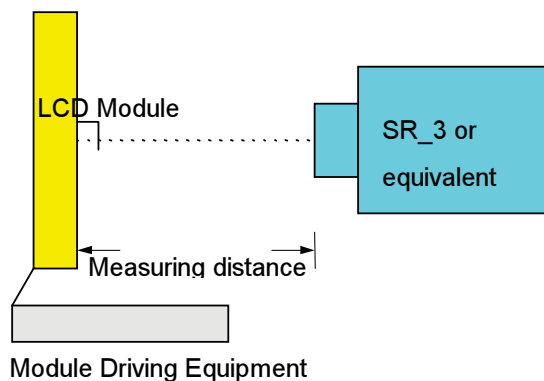 LCD Module
SR_3 or
equivalent
Measuring distance
Module Driving Equipment